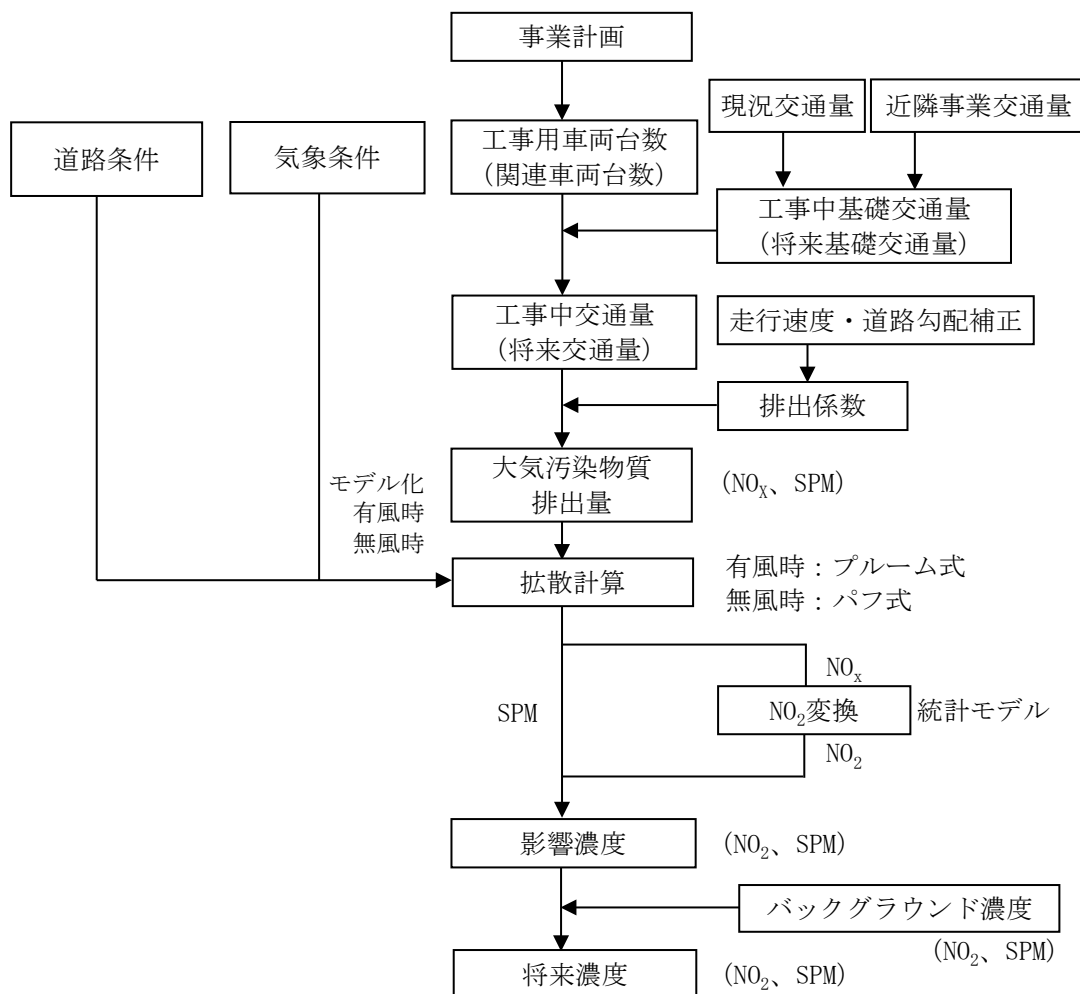 事業計画
現況交通量
近隣事業交通量
道路条件
気象条件
工事用車両台数
(関連車両台数)
工事中基礎交通量
(将来基礎交通量)
工事中交通量
(将来交通量)
走行速度・道路勾配補正
排出係数
大気汚染物質
排出量
(NOX、SPM)
モデル化
有風時
無風時
拡散計算
有風時：プルーム式
無風時：パフ式
NOx
SPM
NO2変換
統計モデル
NO2
影響濃度
(NO2、SPM)
バックグラウンド濃度
(NO2、SPM)
将来濃度
(NO2、SPM)